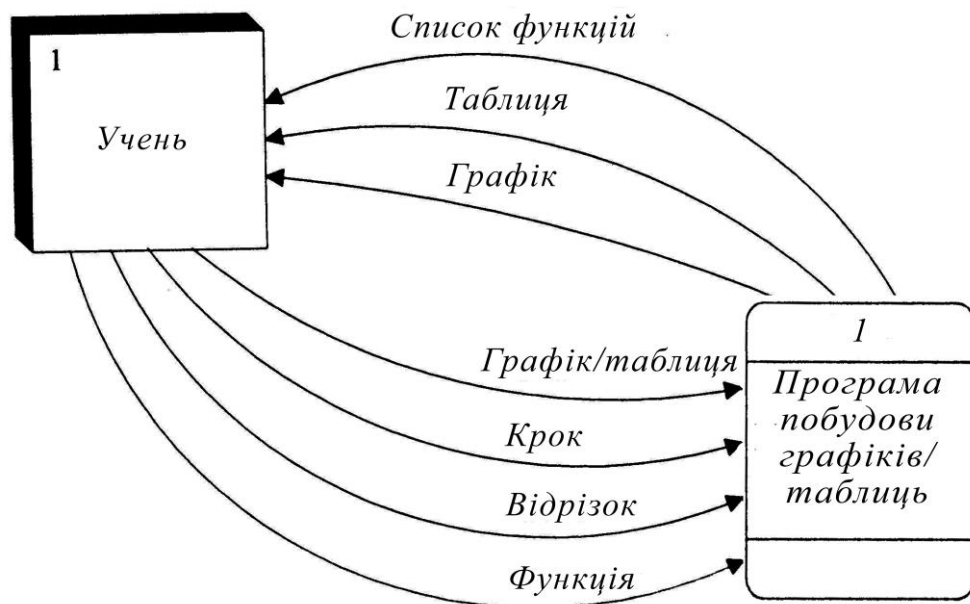 Список функцій
1
Таблиця
Учень
Графік
1
Графік/таблиця
Програма
побудови
графіків/
таблиць
Крок
Відрізок
Функція